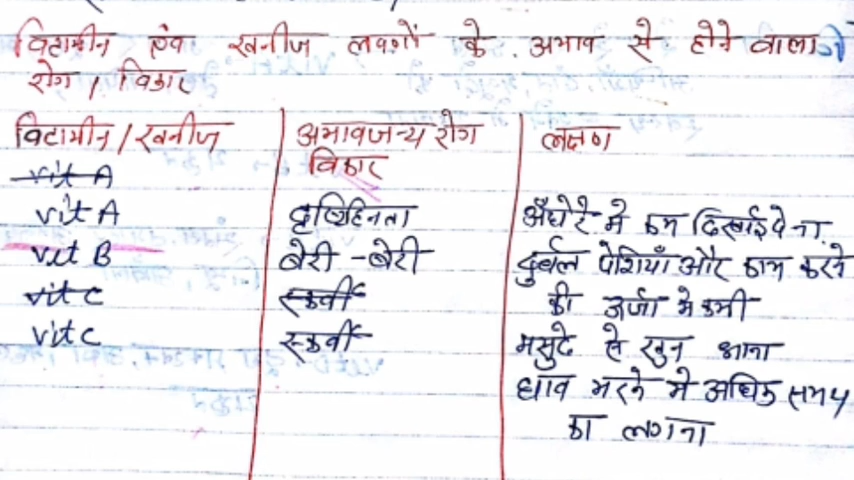 विटामीन एंव खनीज लवणों के अभाव से होने वाला
रोग / विकार
विटामीन / खनीज अभावजन्य रोग लक्षण
विकार
vit A
vit A दृष्टिहिनता अँधेरे मे कम दिखाई देना
vit B बेरी - बेरी दुर्बल पेशियाँ और काम करने
vit C स्कर्वी की उर्जा मे कमी
vit c स्कर्वी मसुदे से खुन आना
घाव भरने मे अधिक समय
का लगना